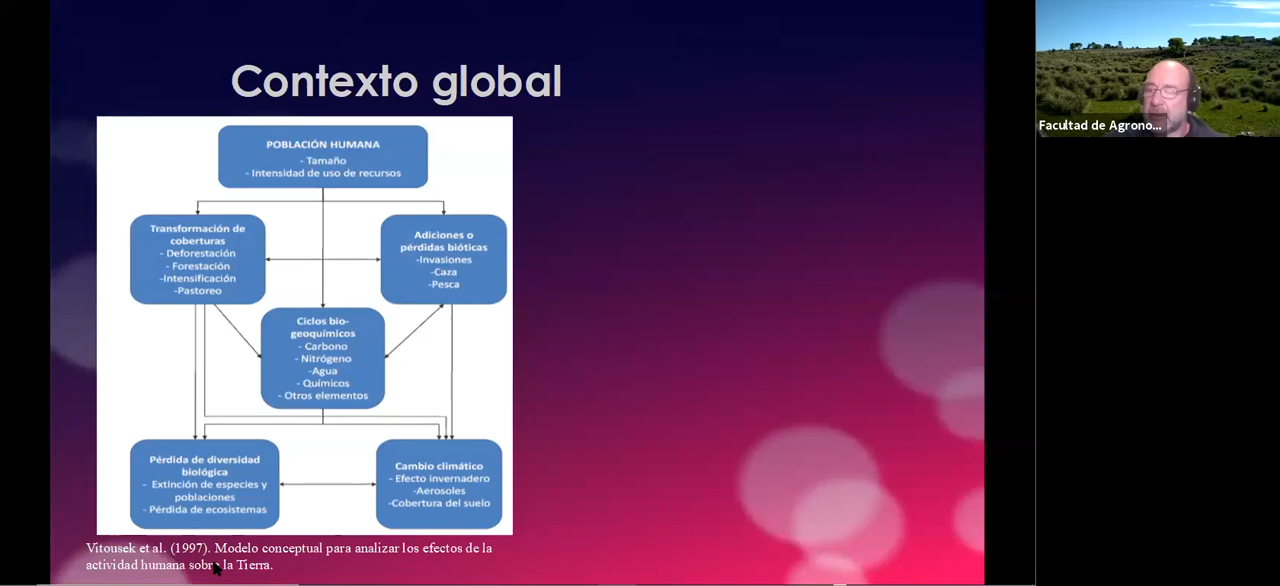 Contexto global
POBLACIÓN HUMANA
- Tamaño
- Intensidad de uso de recursos
Transformación de
coberturas
- Deforestación
- Forestación
-Intensificación
-Pastoreo
Adiciones o
pérdidas bióticas
-Invasiones
-Caza
-Pesca
Ciclos bio-
geoquímicos
- Carbono
- Nitrógeno
-Agua
- Químicos
- Otros elementos
Pérdida de diversidad
biológica
- Extinción de especies y
poblaciones
- Pérdida de ecosistemas
Cambio climático
- Efecto invernadero
-Aerosoles
-Cobertura del suelo
Vitousek et al. (1997). Modelo conceptual para analizar los efectos de la
actividad humana sobre la Tierra.
Facultad de Agrono...